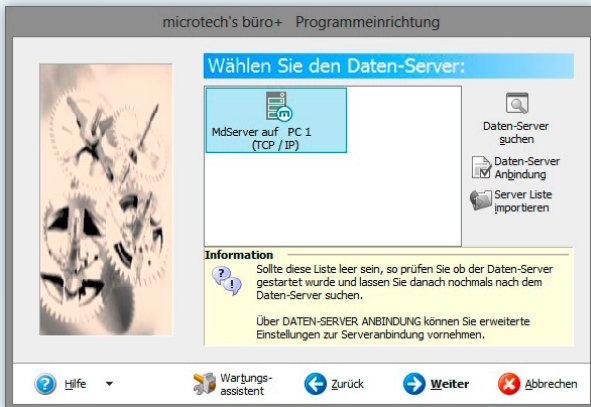 microtech's büro+ Programmeinrichtung
Wählen Sie den Daten-Server:
MdServer auf PC 1
(TCP / IP)
Daten-Server
suchen
Daten-Server
Anbindung
Server Liste
importieren
Information
Sollte diese Liste leer sein, so prüfen Sie ob der Daten-Server
gestartet wurde und lassen Sie danach nochmals nach dem
Daten-Server suchen.
Über DATEN-SERVER ANBINDUNG können Sie erweiterte
Einstellungen zur Serveranbindung vornehmen.
Hilfe
Wartungs-
assistent
Zurück
Weiter
Abbrechen